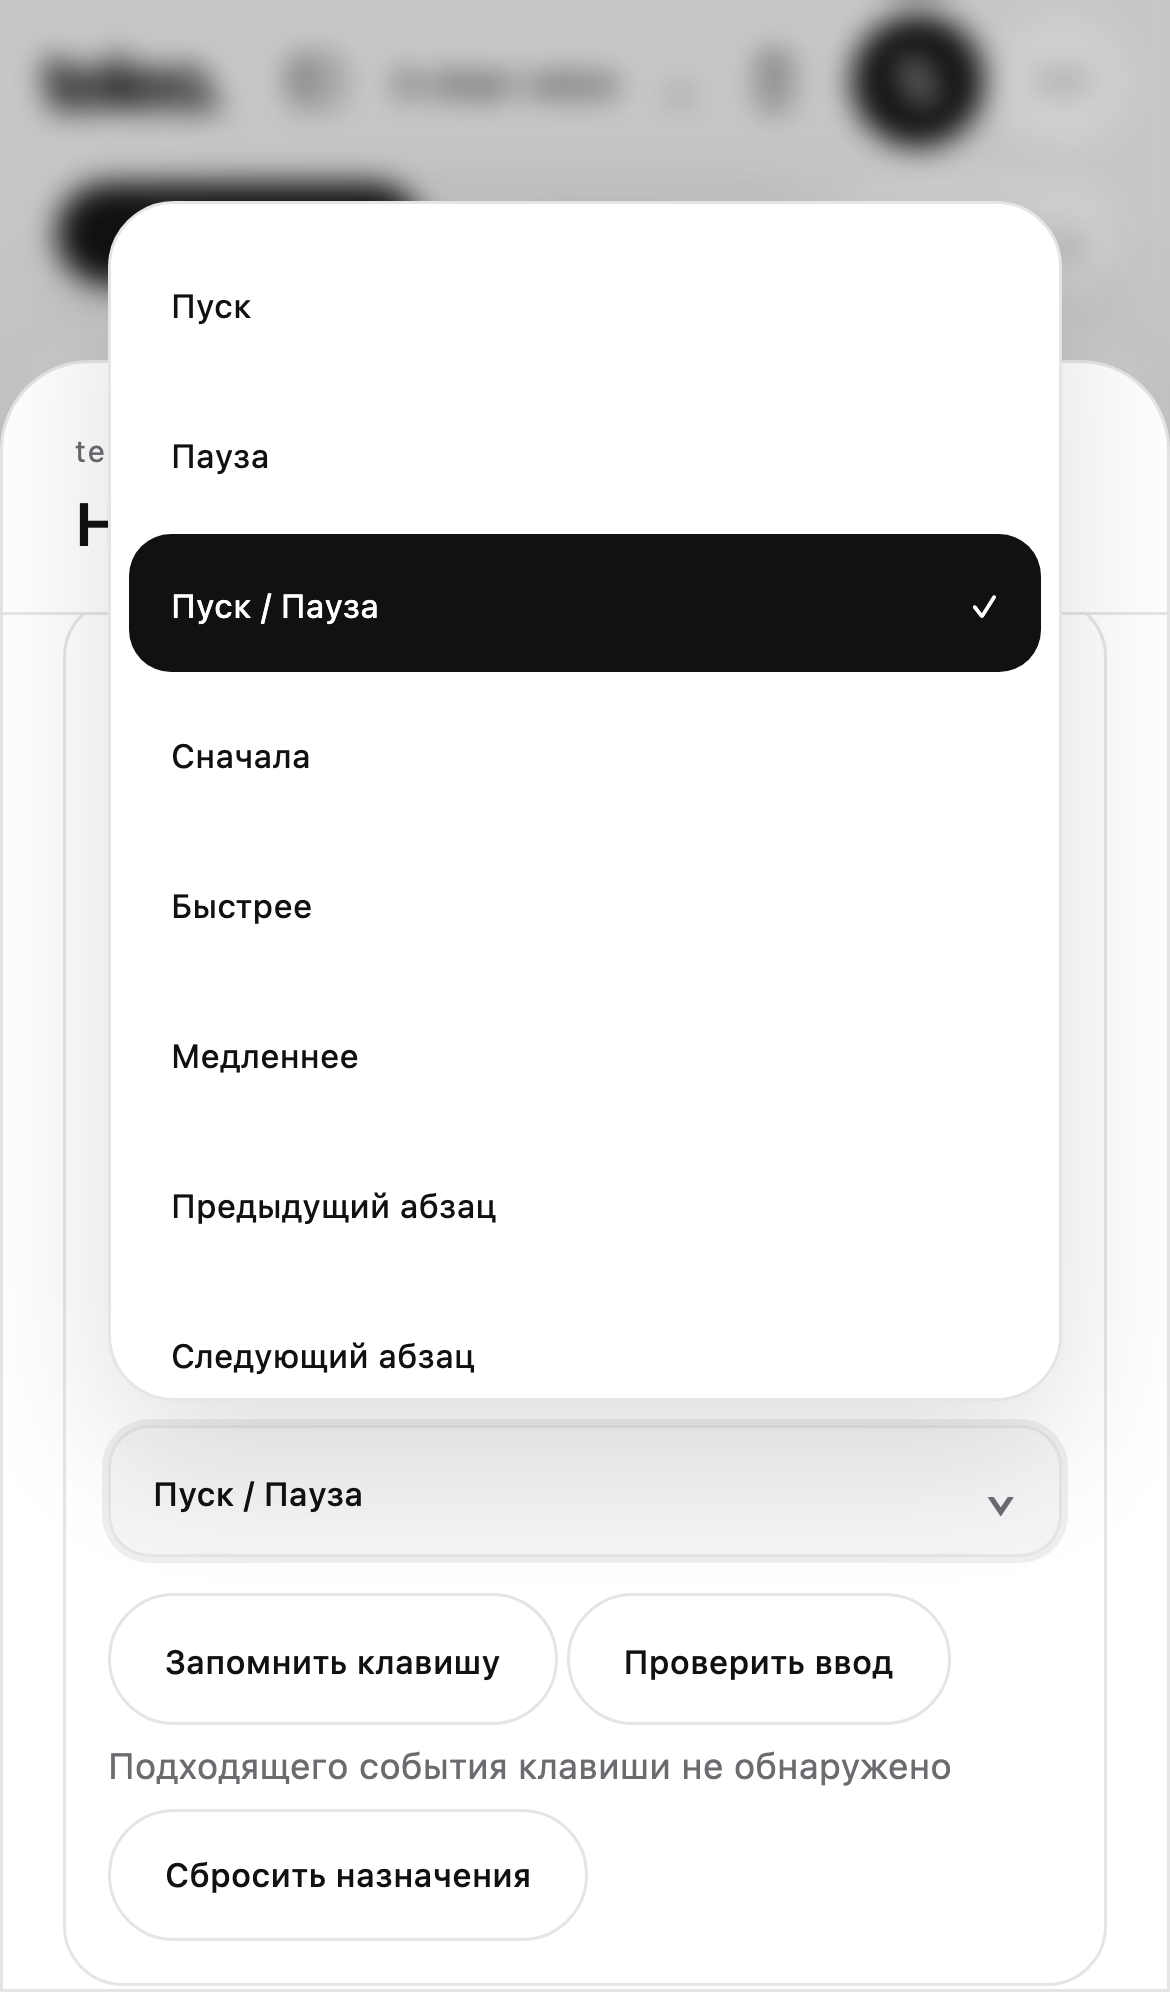 Пуск
Пауза
Пуск / Пауза
Сначала
Быстрее
Медленнее
Предыдущий абзац
Следующий абзац
Пуск / Пауза
Запомнить клавишу
Проверить ввод
Подходящего события клавиши не обнаружено
Сбросить назначения